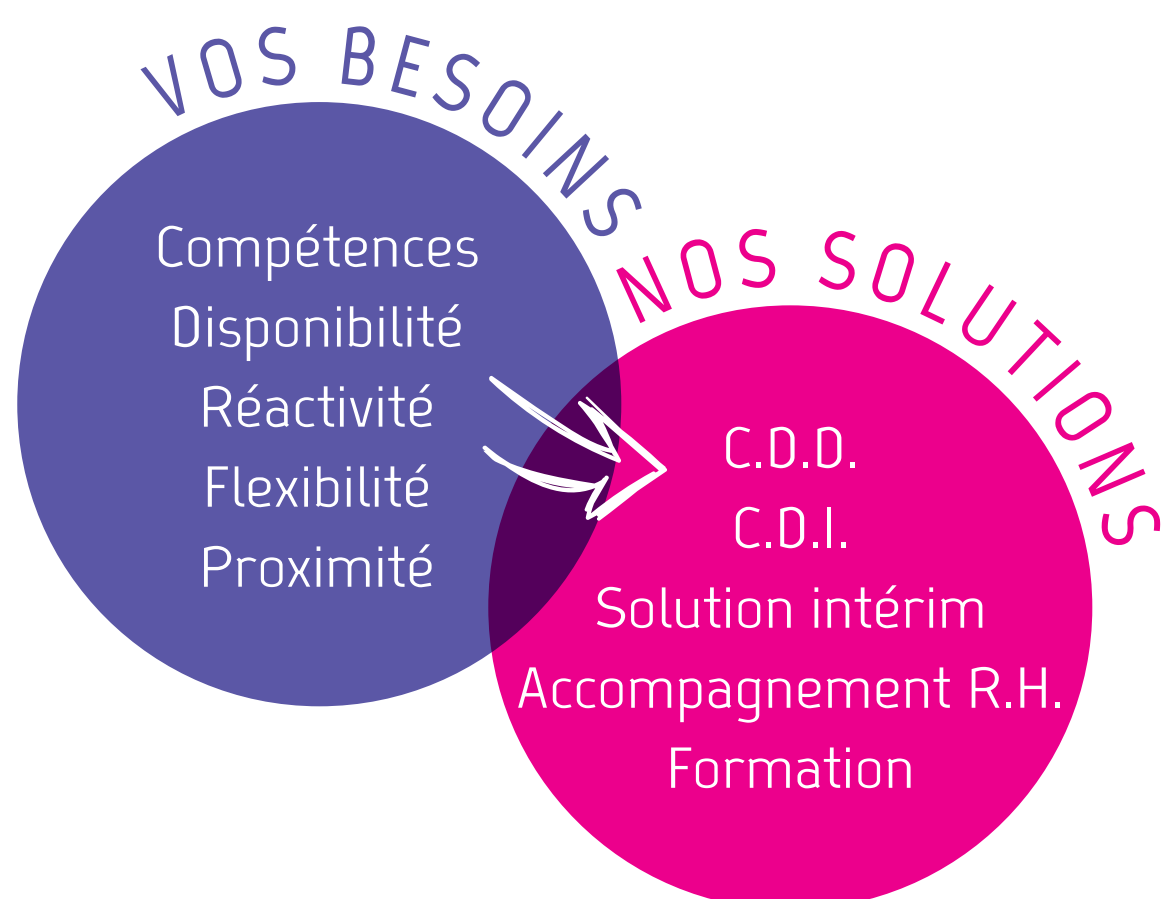 VOS BESOINS
Compétences
Disponibilité
Réactivité
Flexibilité
Proximité
NOS SOLUTIONS
C.D.D.
C.D.I.
Solution intérim
Accompagnement R.H.
Formation